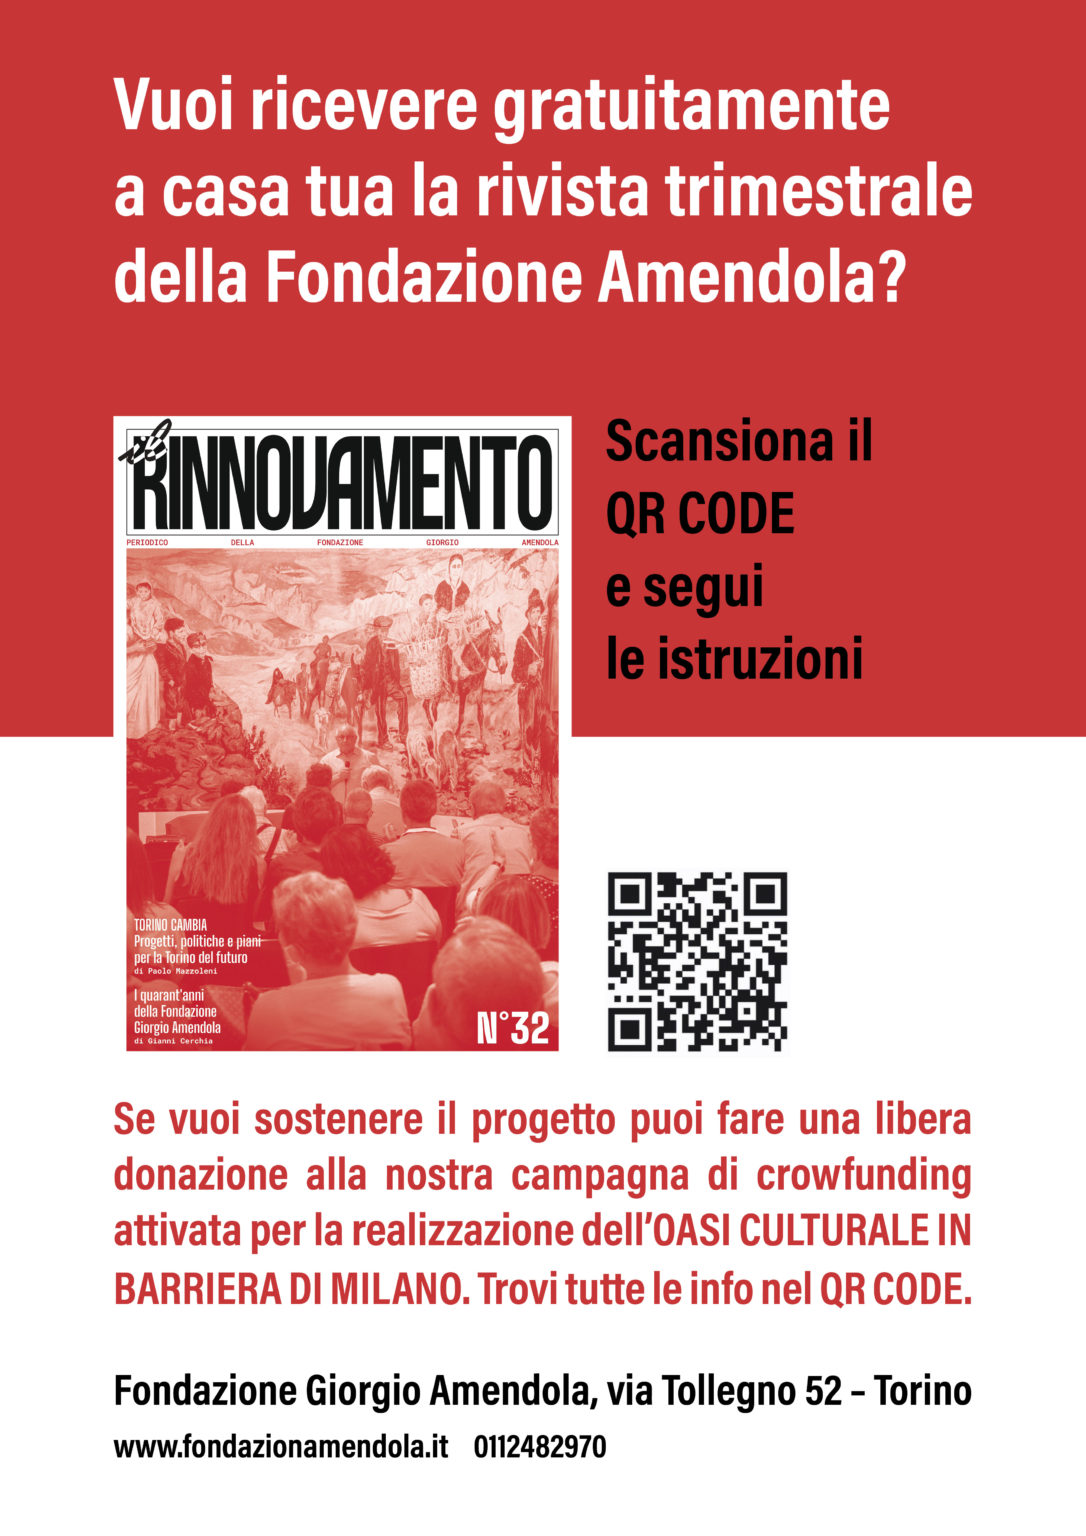 Vuoi ricevere gratuitamente
a casa tua la rivista trimestrale
della Fondazione Amendola?
Scansiona il
QR CODE
e segui
le istruzioni
il RINNOVAMENTO
PERIODICO DELLA FONDAZIONE GIORGIO AMENDOLA
TORINO CAMBIA
Progetti, politiche e piani
per la Torino del futuro
di Paolo Mazzoleni
I quarant'anni
della Fondazione
Giorgio Amendola
di Gianni Cerchia
N°32
Se vuoi sostenere il progetto puoi fare una libera
donazione alla nostra campagna di crowfunding
attivata per la realizzazione dell'OASI CULTURALE IN
BARRIERA DI MILANO. Trovi tutte le info nel QR CODE.
Fondazione Giorgio Amendola, via Tollegno 52 – Torino
www.fondazionamendola.it 0112482970